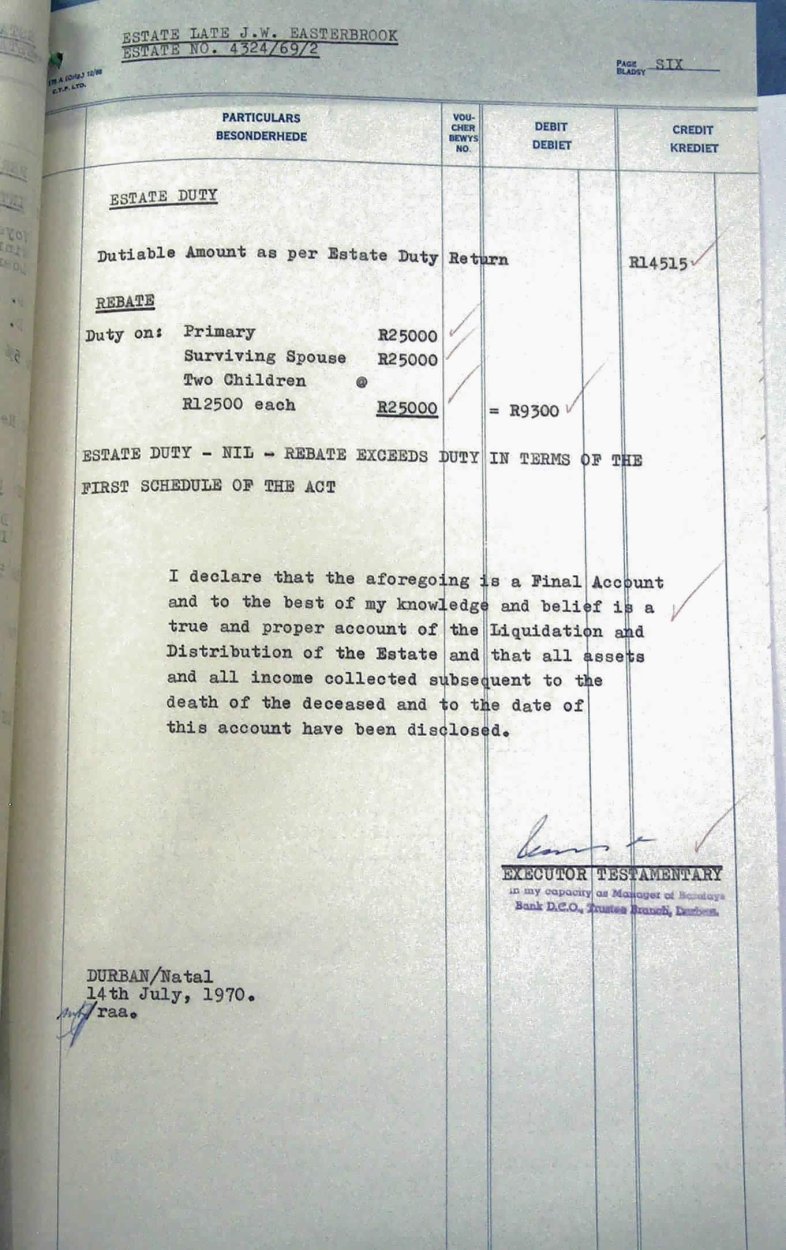 ESTATE LATE J.W. EASTERBROOK
ESTATE NO. 4324/69/2
C.T.P. LTD.
PAGE SIX
BLADSY
PARTICULARS
BESONDERHEDE
VOU-
CHER
BEWYS
NO.
DEBIT
DEBIET
CREDIT
KREDIET
ESTATE DUTY
Dutiable Amount as per Estate Duty Return R14515
REBATE
Duty on: Primary R25000
Surviving Spouse R25000
Two Children @
R12500 each R25000 = R9300
ESTATE DUTY - NIL - REBATE EXCEEDS DUTY IN TERMS OF THE
FIRST SCHEDULE OF THE ACT
I declare that the aforegoing is a Final Account
and to the best of my knowledge and belief is a
true and proper account of the Liquidation and
Distribution of the Estate and that all assets
and all income collected subsequent to the
death of the deceased and to the date of
this account have been disclosed.
EXECUTOR TESTAMENTARY
in my capacity as Manager of Barclays
Bank D.C.O., Trustee Branch, Durban.
DURBAN/Natal
14th July, 1970.
/raa.